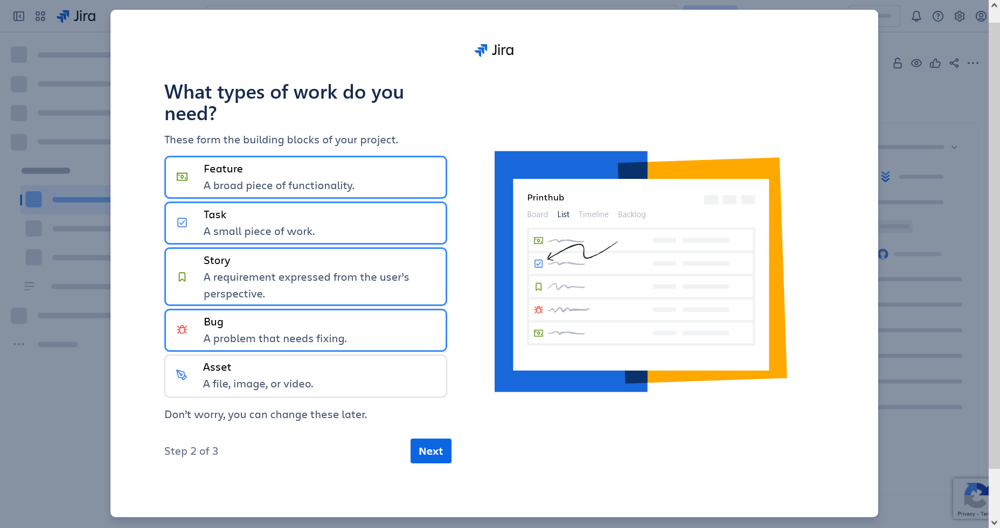 Jira
Jira
What types of work do you
need?
These form the building blocks of your project.
Feature
A broad piece of functionality.
Task
A small piece of work.
Story
A requirement expressed from the user's
perspective.
Bug
A problem that needs fixing.
Asset
A file, image, or video.
Don't worry, you can change these later.
Step 2 of 3
Next
Printhub
Board List Timeline Backlog
Privacy -